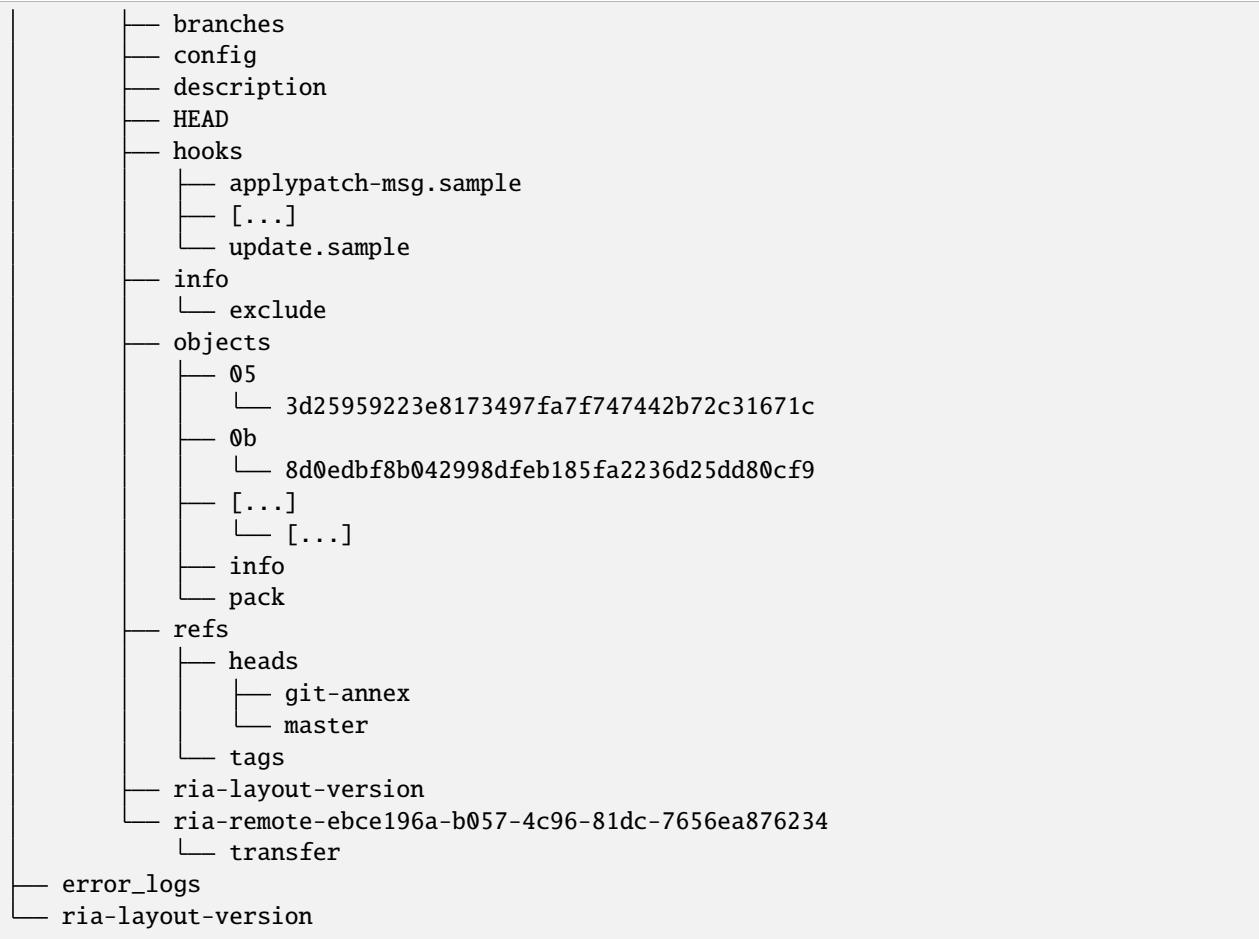 │       ├── branches
│       ├── config
│       ├── description
│       ├── HEAD
│       ├── hooks
│       │   ├── applypatch-msg.sample
│       │   ├── [...]
│       │   └── update.sample
│       ├── info
│       │   └── exclude
│       ├── objects
│       │   ├── 05
│       │   │   └── 3d25959223e8173497fa7f747442b72c31671c
│       │   ├── 0b
│       │   │   └── 8d0edbf8b042998dfeb185fa2236d25dd80cf9
│       │   ├── [...]
│       │   │   └── [...]
│       │   ├── info
│       │   └── pack
│       ├── refs
│       │   ├── heads
│       │   │   ├── git-annex
│       │   │   └── master
│       │   └── tags
│       ├── ria-layout-version
│       └── ria-remote-ebce196a-b057-4c96-81dc-7656ea876234
│           └── transfer
├── error_logs
└── ria-layout-version